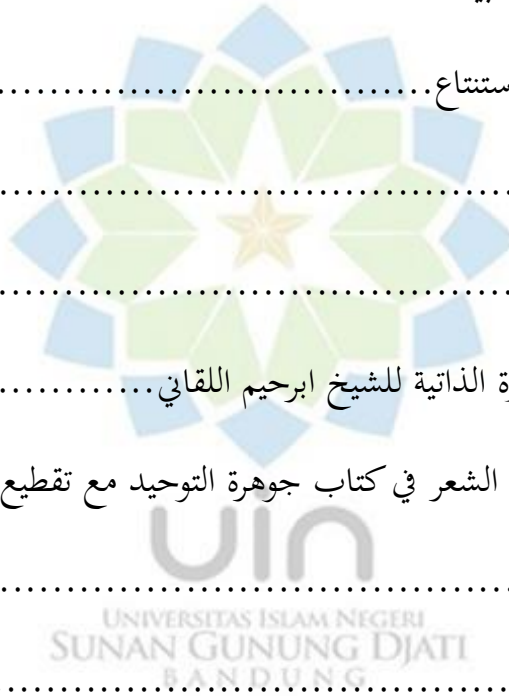 ستنتاع.................................
........................................
........................................
ة الذاتية للشيخ ابرحيم اللقاني............
الشعر في كتاب جوهرة التوحيد مع تقطيع
uin
........................................
UNIVERSITAS ISLAM NEGERI
SUNAN GUNUNG DJATI
BANDUNG
........................................